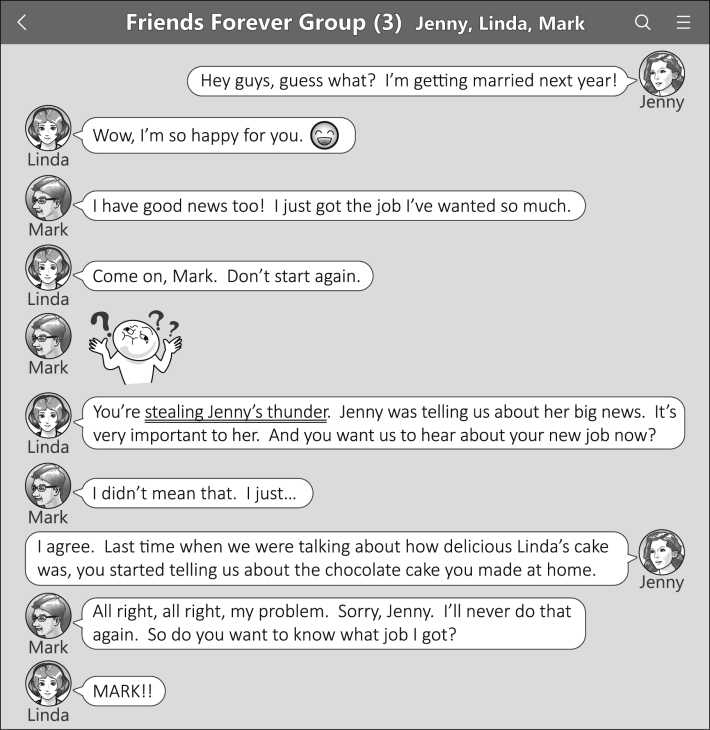 Friends Forever Group (3) Jenny, Linda, Mark
Hey guys, guess what? I'm getting married next year!
Jenny
Wow, I'm so happy for you.
Linda
I have good news too! I just got the job I've wanted so much.
Mark
Come on, Mark. Don't start again.
Linda
? ? ?
Mark
You're stealing Jenny's thunder. Jenny was telling us about her big news. It's
very important to her. And you want us to hear about your new job now?
Linda
I didn't mean that. I just…
Mark
I agree. Last time when we were talking about how delicious Linda's cake
was, you started telling us about the chocolate cake you made at home.
Jenny
All right, all right, my problem. Sorry, Jenny. I'll never do that
again. So do you want to know what job I got?
Mark
MARK!!
Linda